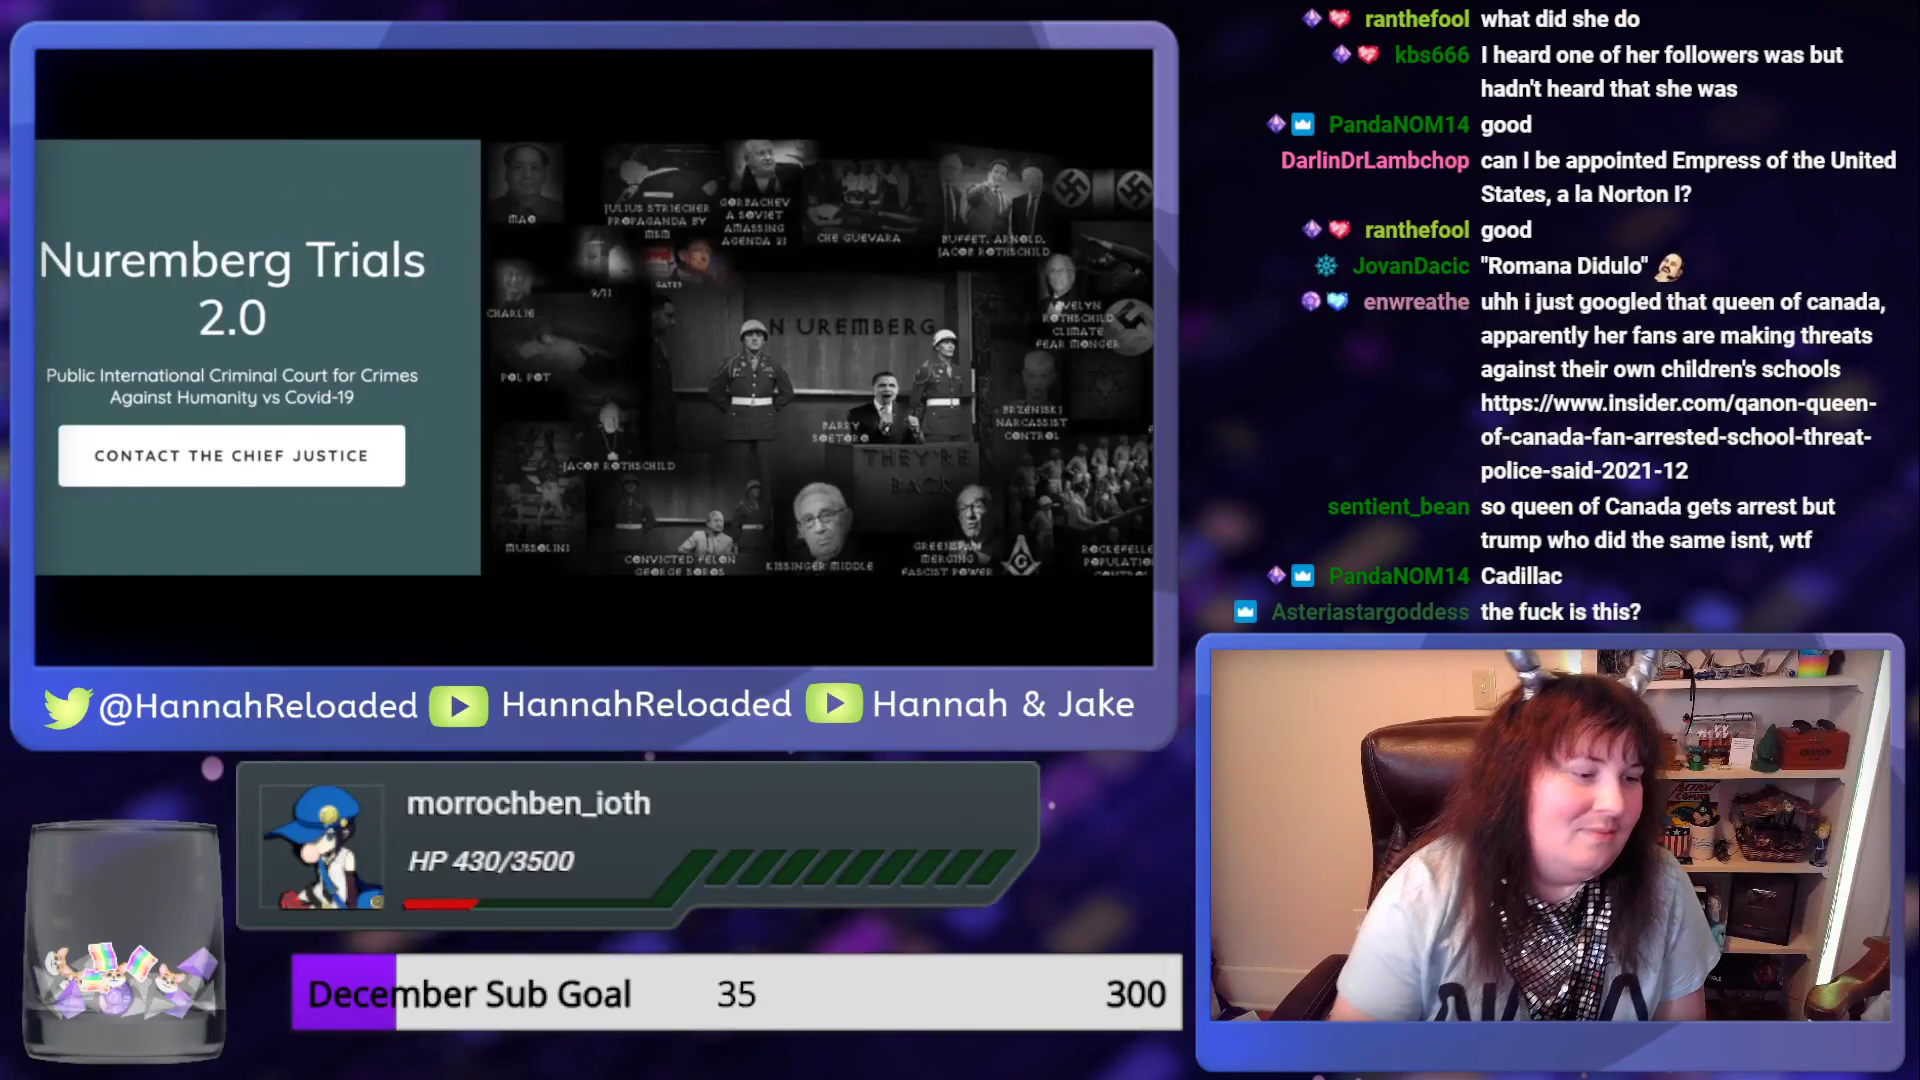 Nuremberg Trials
2.0
Public International Criminal Court for Crimes
Against Humanity vs Covid-19
CONTACT THE CHIEF JUSTICE
MAO
JULIUS STRIECHER
PROPAGANDA BY
MSM
GORBACHEV
A SOVIET
AMASSING
AGENDA 21
CHE GUEVARA
BUFFET, ARNOLD,
JACOB ROTHSCHILD
9/11
GATES
CHARLIE
ROTHSCHILD
CLIMATE
FEAR MONGER
NUREMBERG
POL POT
BARRY
SOETORO
BRZENISKI
NARCASSIST
CONTROL
THEY'RE
BACK
JACOB ROTHSCHILD
MUSSOLINI
CONVICTED FELON
GEORGE SOROS
KISSINGER MIDDLE
GREENSPAN
MERGING
FASCIST POWER
G
ROCKEFELLE
POPULATIO
CONTROL
@HannahReloaded HannahReloaded Hannah & Jake
morrochben_ioth
HP 430/3500
December Sub Goal 35 300
ranthefool what did she do
kbs666 I heard one of her followers was but
hadn't heard that she was
PandaNOM14 good
DarlinDrLambchop can I be appointed Empress of the United
States, a la Norton I?
ranthefool good
JovanDacic "Romana Didulo"
enwreathe uhh i just googled that queen of canada,
apparently her fans are making threats
against their own children's schools
https://www.insider.com/qanon-queen-
of-canada-fan-arrested-school-threat-
police-said-2021-12
sentient_bean so queen of Canada gets arrest but
trump who did the same isnt, wtf
PandaNOM14 Cadillac
Asteriastargoddess the fuck is this?
ACTION
COMICS